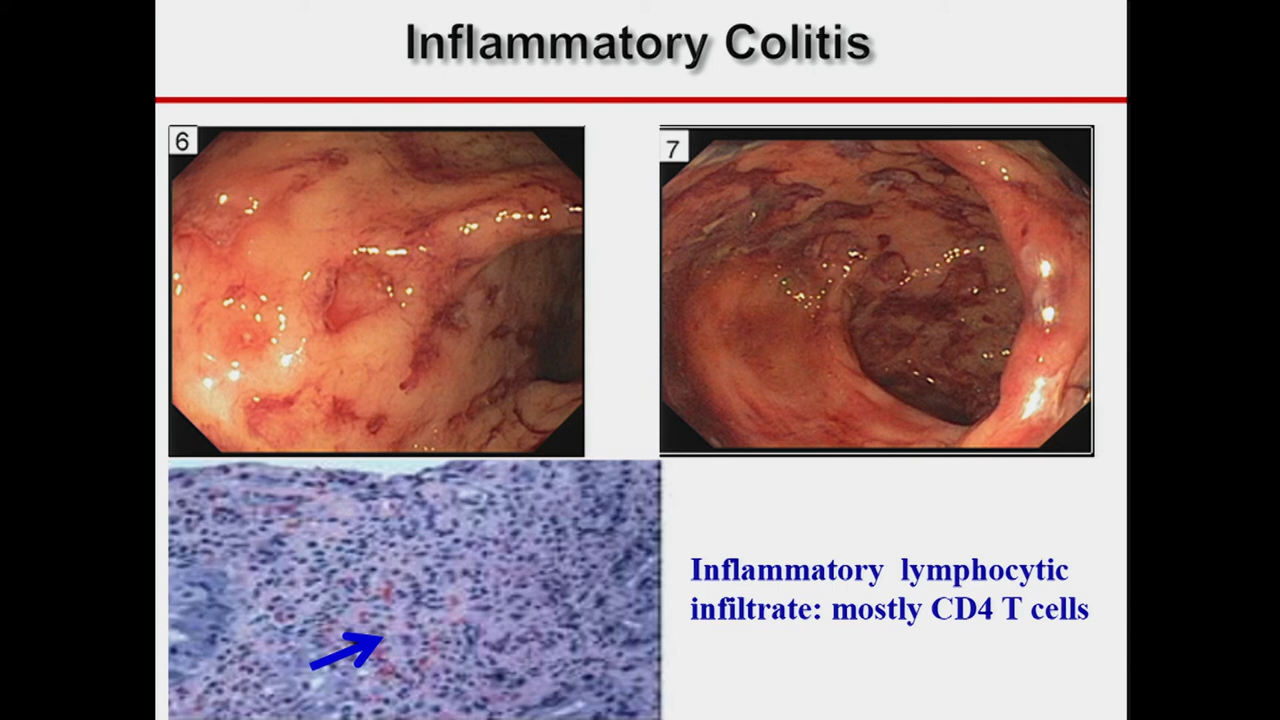 Inflammatory Colitis
6
7
Inflammatory lymphocytic
infiltrate: mostly CD4 T cells